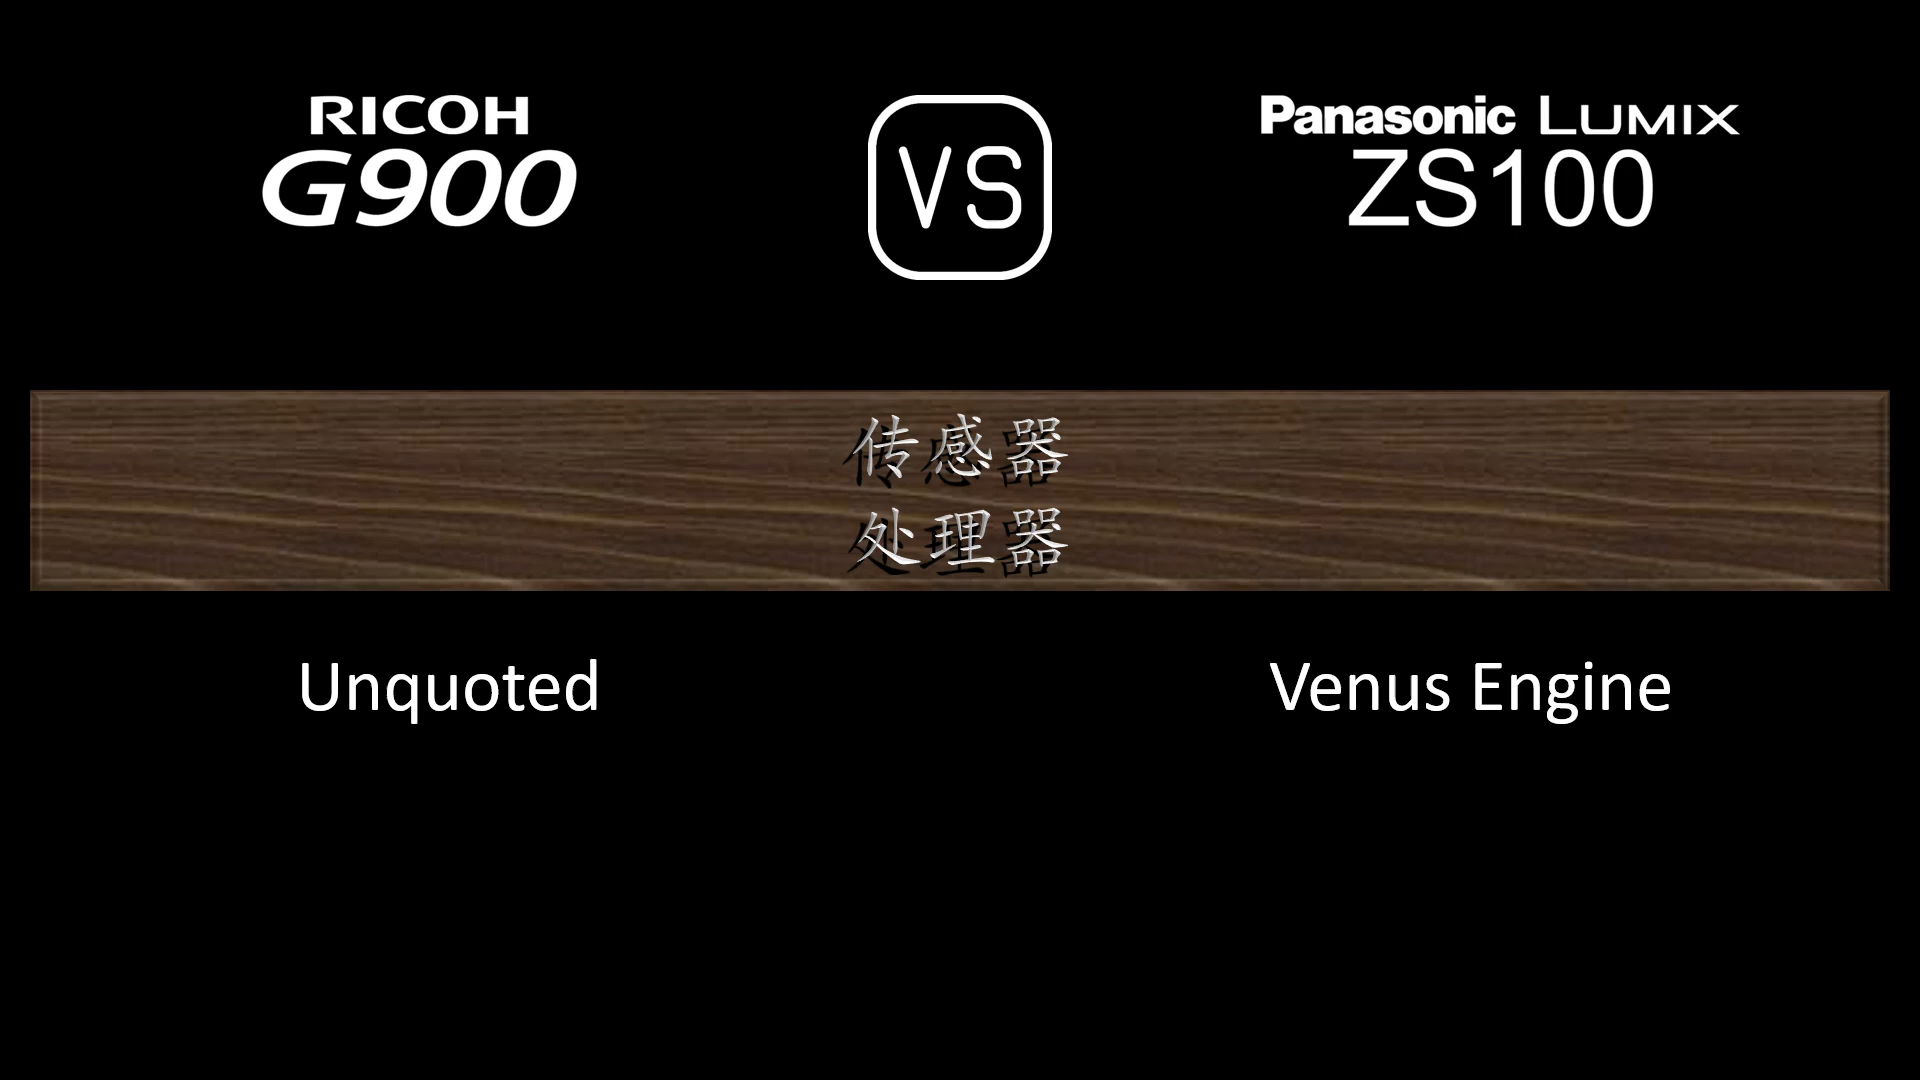 RICOH
G900
VS
Panasonic LUMIX
ZS100
传感器
处理器
Unquoted
Venus Engine